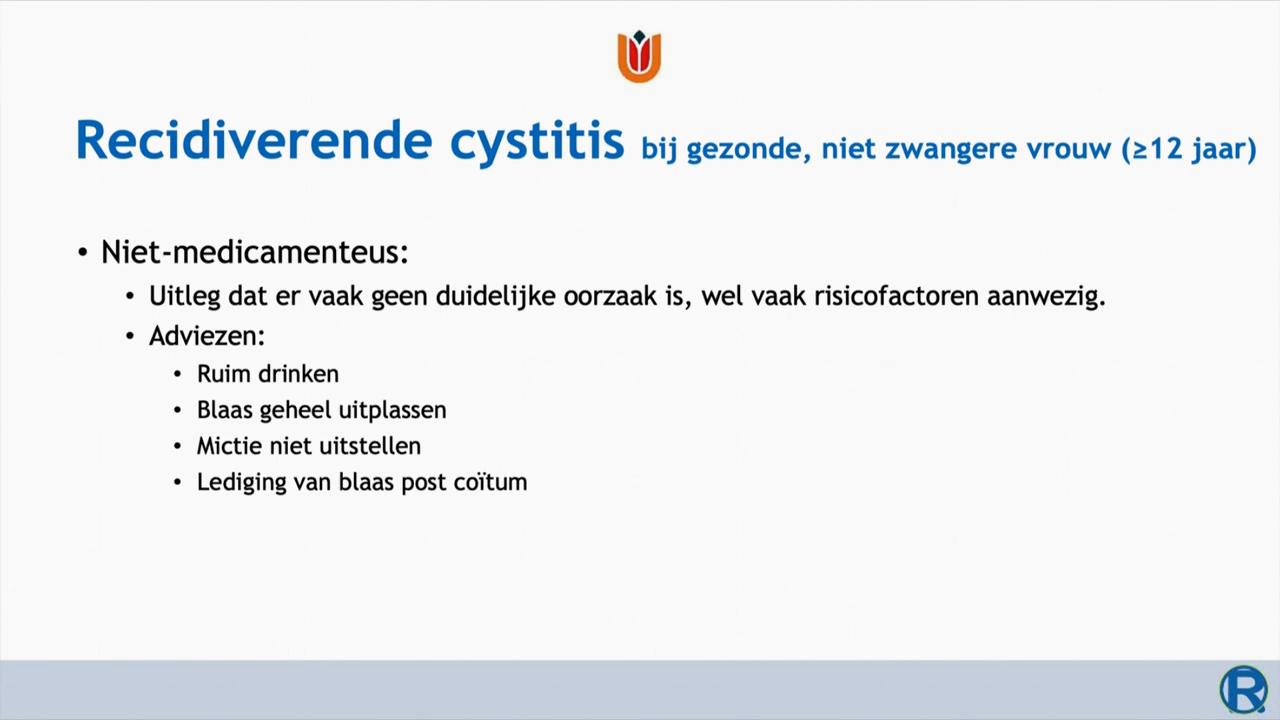 Recidiverende cystitis bij gezonde, niet zwangere vrouw (≥12 jaar)
• Niet-medicamenteus:
• Uitleg dat er vaak geen duidelijke oorzaak is, wel vaak risicofactoren aanwezig.
• Adviezen:
• Ruim drinken
• Blaas geheel uitplassen
• Mictie niet uitstellen
• Lediging van blaas post coïtum
R